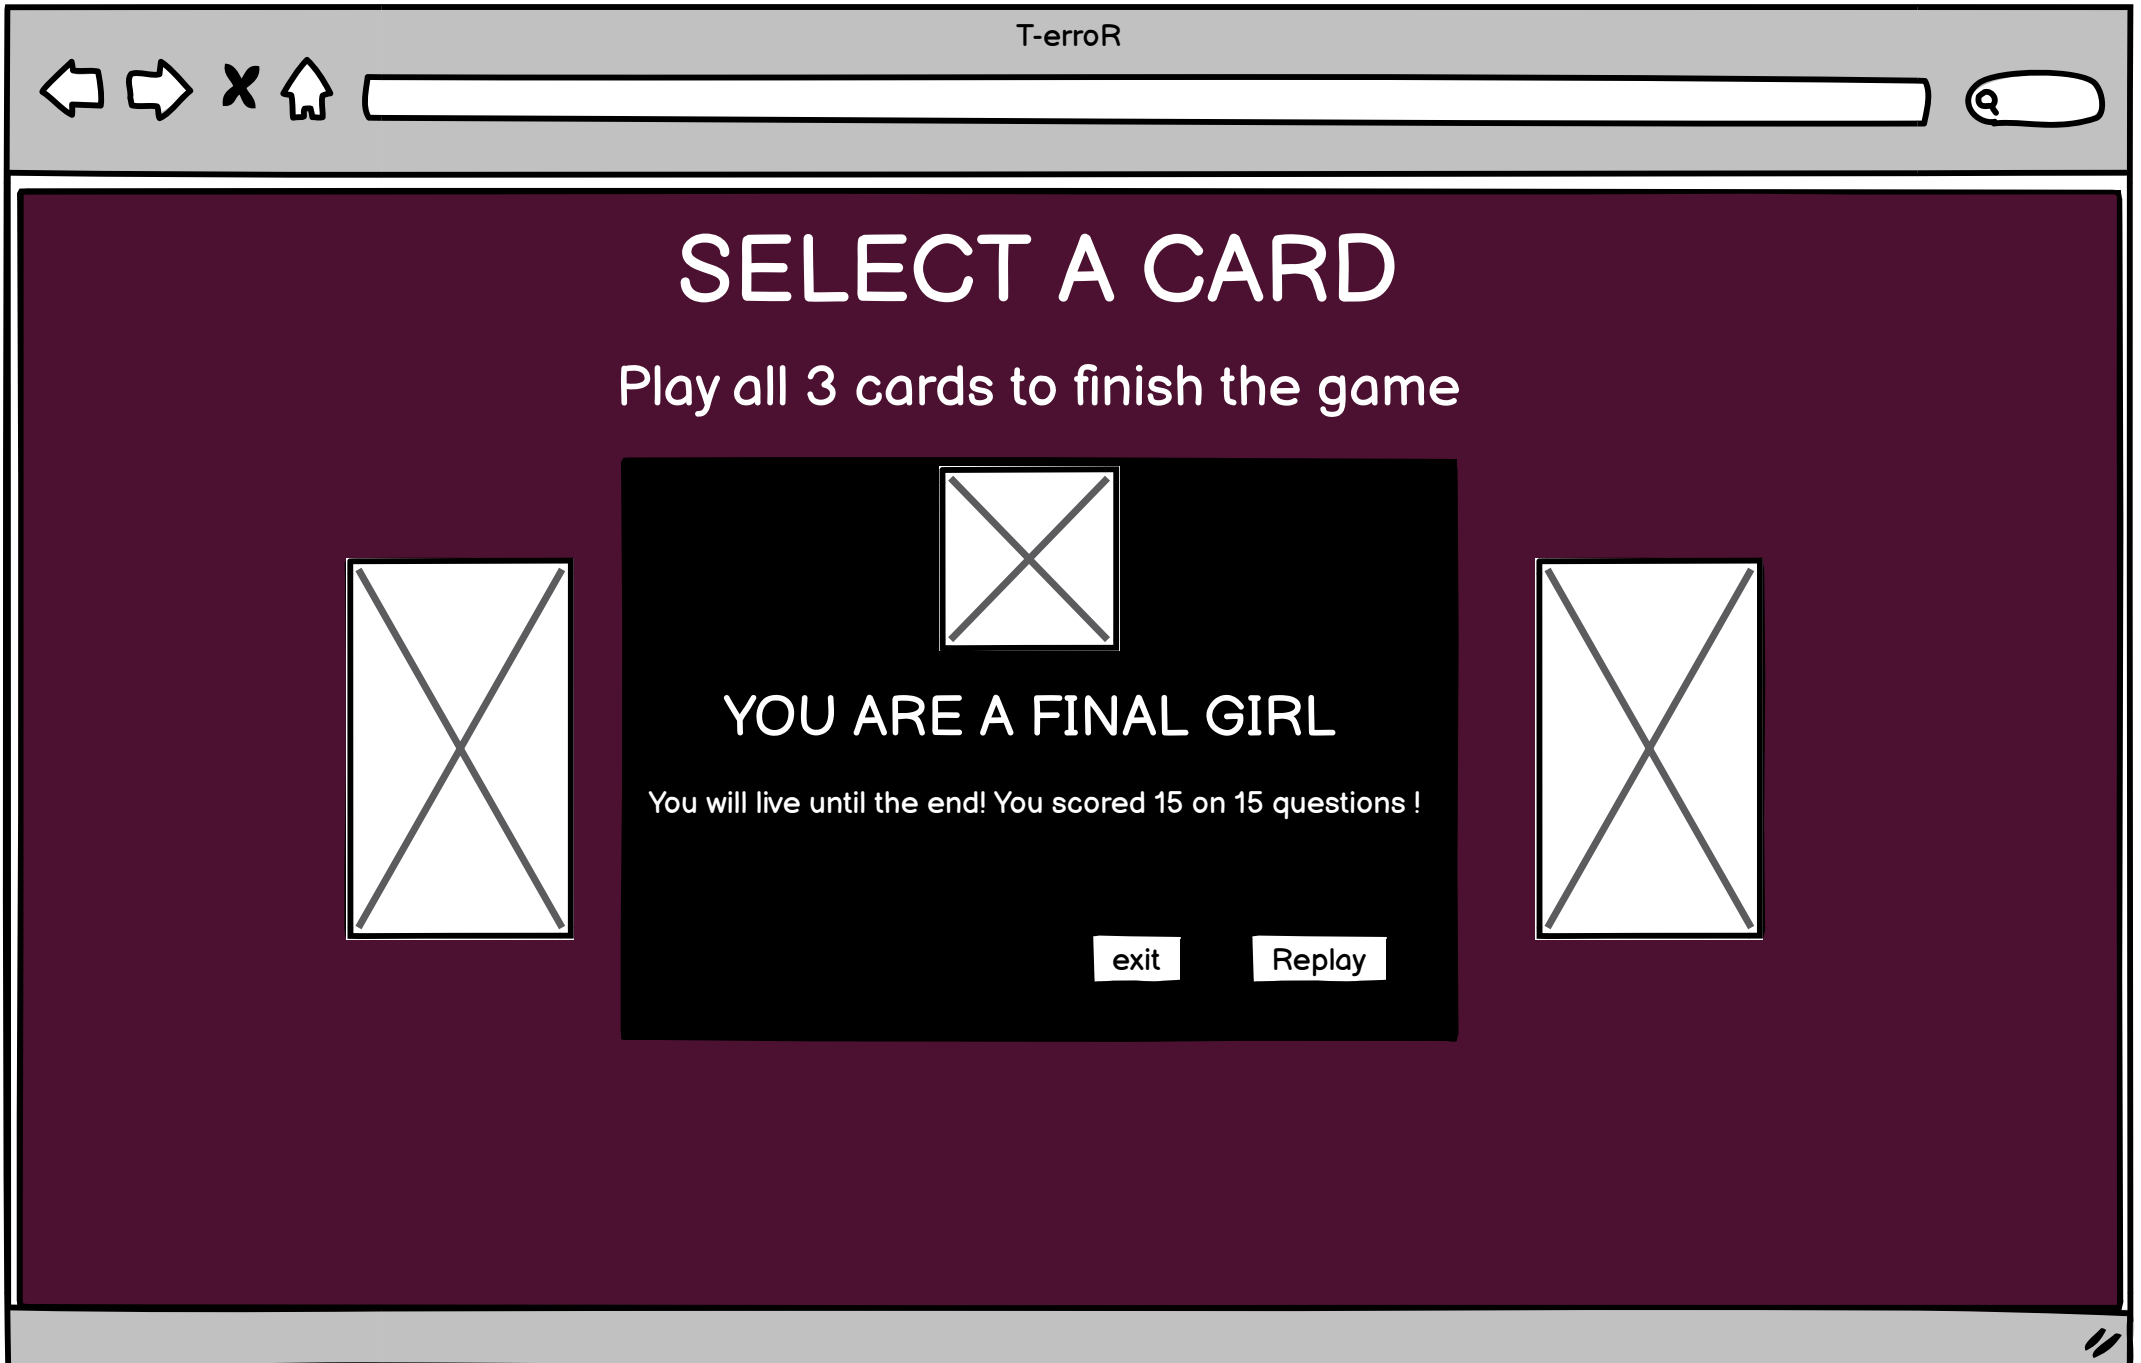 T-erroR
SELECT A CARD
Play all 3 cards to finish the game
YOU ARE A FINAL GIRL
You will live until the end! You scored 15 on 15 questions !
exit
Replay